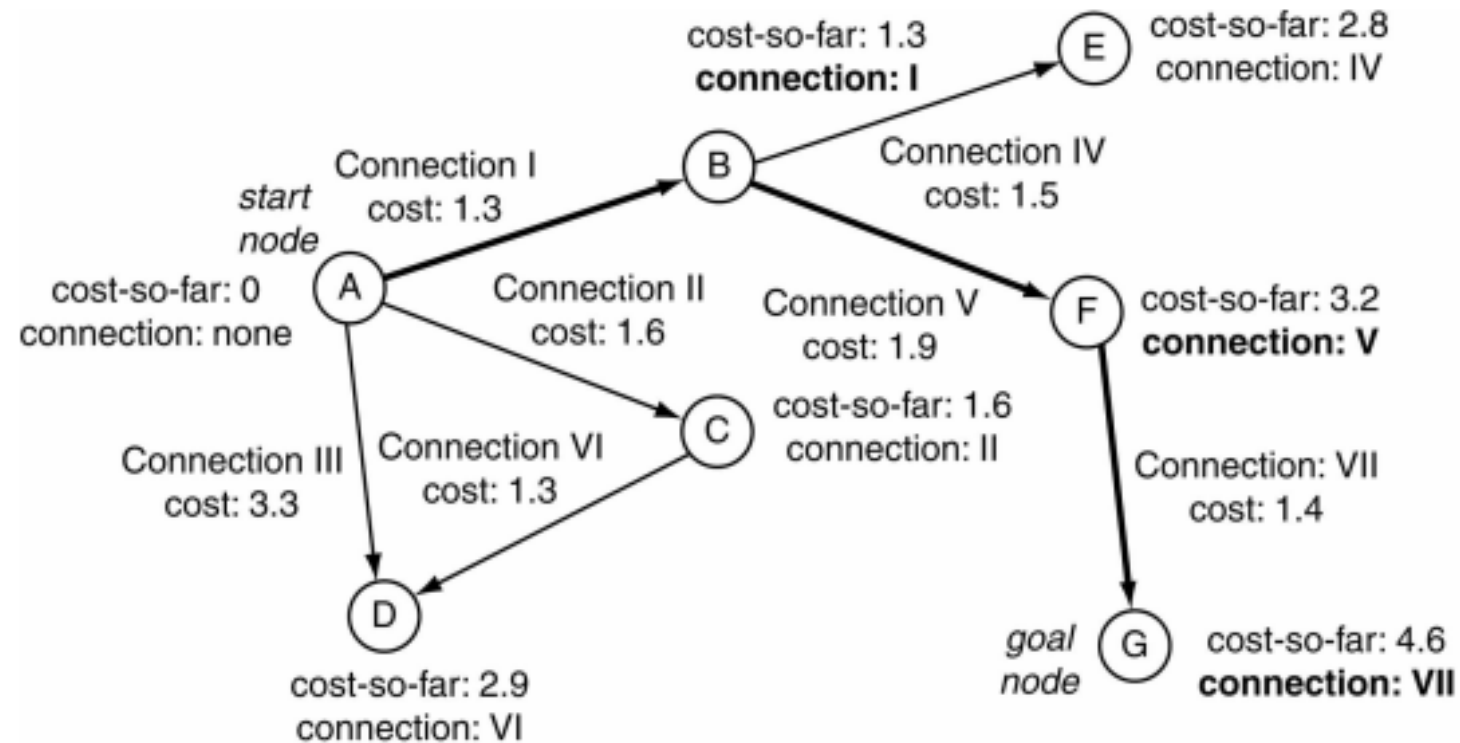 cost-so-far: 1.3
connection: I
E
cost-so-far: 2.8
connection: IV
Connection I
cost: 1.3
B
Connection IV
cost: 1.5
start
node
A
cost-so-far: 0
connection: none
Connection II
cost: 1.6
Connection V
cost: 1.9
F
cost-so-far: 3.2
connection: V
Connection III
cost: 3.3
Connection VI
cost: 1.3
C
cost-so-far: 1.6
connection: II
Connection: VII
cost: 1.4
D
cost-so-far: 2.9
connection: VI
goal
node
G
cost-so-far: 4.6
connection: VII